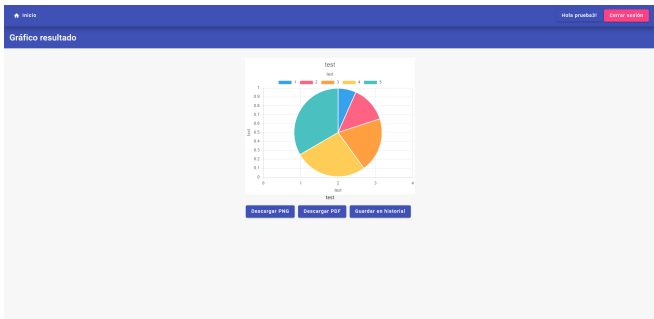 Inicio
Hola prueba3!
Cerrar sesión
Gráfico resultado
test
test
1 2 3 4 5
1
0.9
0.8
0.7
0.6
0.5
0.4
0.3
0.2
0.1
0
test
0 1 2 3 4
test
test
Descargar PNG Descargar PDF Guardar en historial